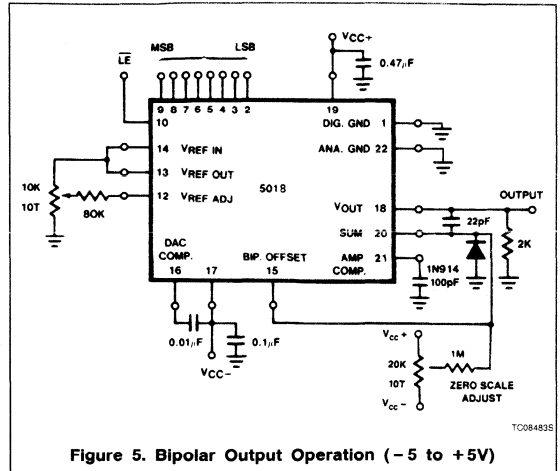 VCC+
LE
MSB LSB
0.47μF
9 8 7 6 5 4 3 2
19
10
DIG. GND 1
14 VREF IN
ANA. GND 22
13 VREF OUT
5018
10K
10T
80K
12 VREF ADJ
VOUT 18
OUTPUT
22pF
SUM 20
2K
DAC COMP.
BIP. OFFSET
AMP COMP. 21
1N914
100pF
16 17 15
0.01μF
0.1μF
VCC-
VCC+
1M
20K
10T
ZERO SCALE
ADJUST
VCC-
TC08483S
Figure 5. Bipolar Output Operation (-5 to +5V)